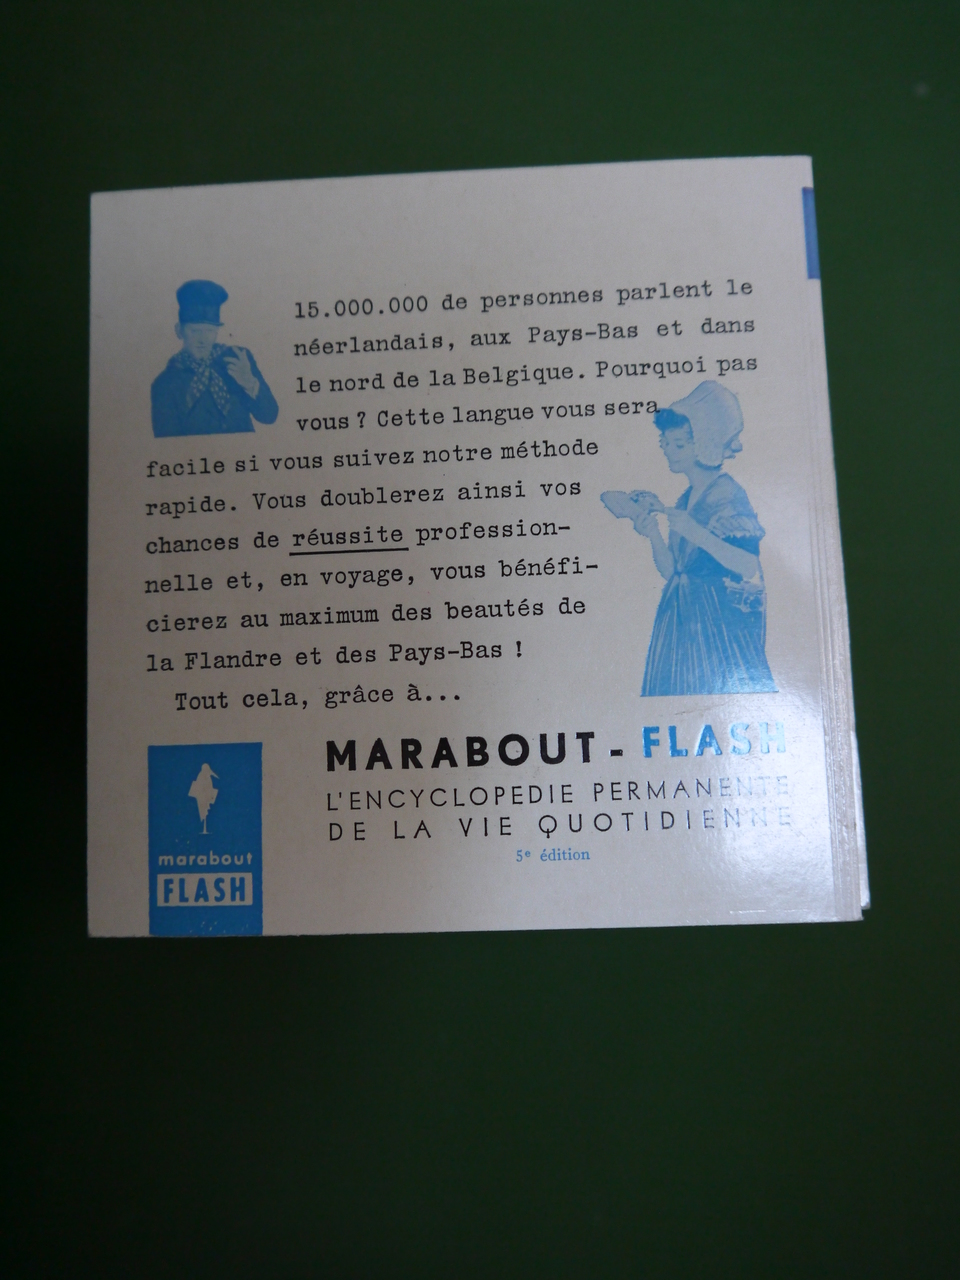 15.000.000 de personnes parlent le
néerlandais, aux Pays-Bas et dans
le nord de la Belgique. Pourquoi pas
vous ? Cette langue vous sera
facile si vous suivez notre méthode
rapide. Vous doublerez ainsi vos
chances de réussite profession-
nelle et, en voyage, vous bénéfi-
cierez au maximum des beautés de
la Flandre et des Pays-Bas !
Tout cela, grâce à...
MARABOUT - FLASH
L'ENCYCLOPEDIE PERMANENTE
DE LA VIE QUOTIDIENNE
5e édition
marabout
FLASH